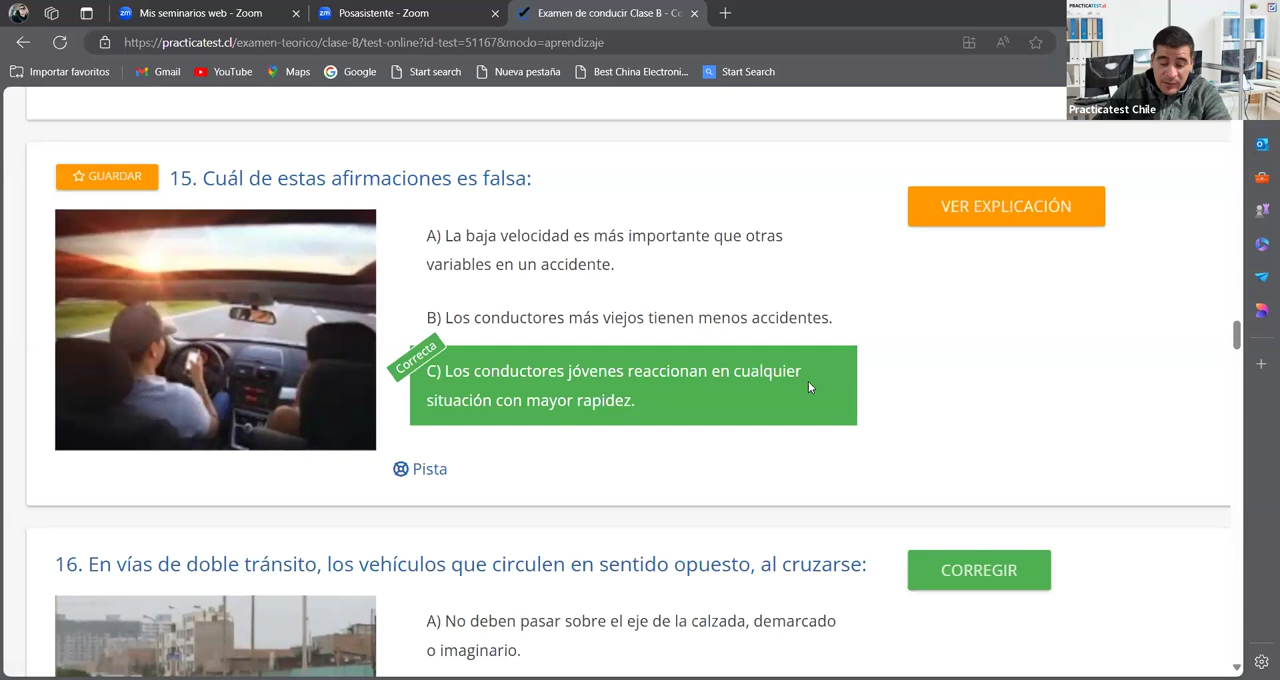 Mis seminarios web - Zoom
Posasistente - Zoom
Examen de conducir Clase B - Co
PRACTICATEST.cl
https://practicatest.cl/examen-teorico/clase-B/test-online?id-test=51167&modo=aprendizaje
Importar favoritos
Gmail
YouTube
Maps
Google
Start search
Nueva pestaña
Best China Electroni...
Start Search
Practicatest Chile
GUARDAR
15. Cuál de estas afirmaciones es falsa:
VER EXPLICACIÓN
A) La baja velocidad es más importante que otras
variables en un accidente.
B) Los conductores más viejos tienen menos accidentes.
Correcta
C) Los conductores jóvenes reaccionan en cualquier
situación con mayor rapidez.
Pista
16. En vías de doble tránsito, los vehículos que circulen en sentido opuesto, al cruzarse:
CORREGIR
A) No deben pasar sobre el eje de la calzada, demarcado
o imaginario.